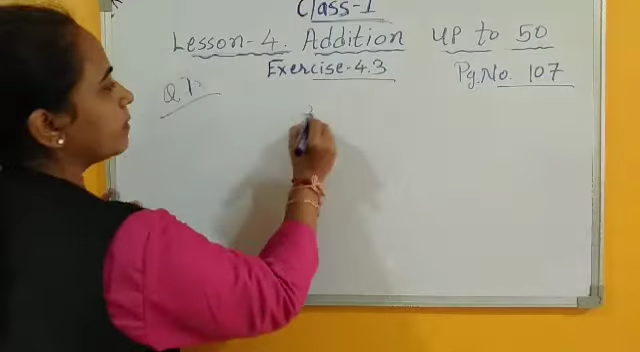 Class-1
Lesson-4. Addition UP to 50
Exercise-4.3 Pg.No. 107